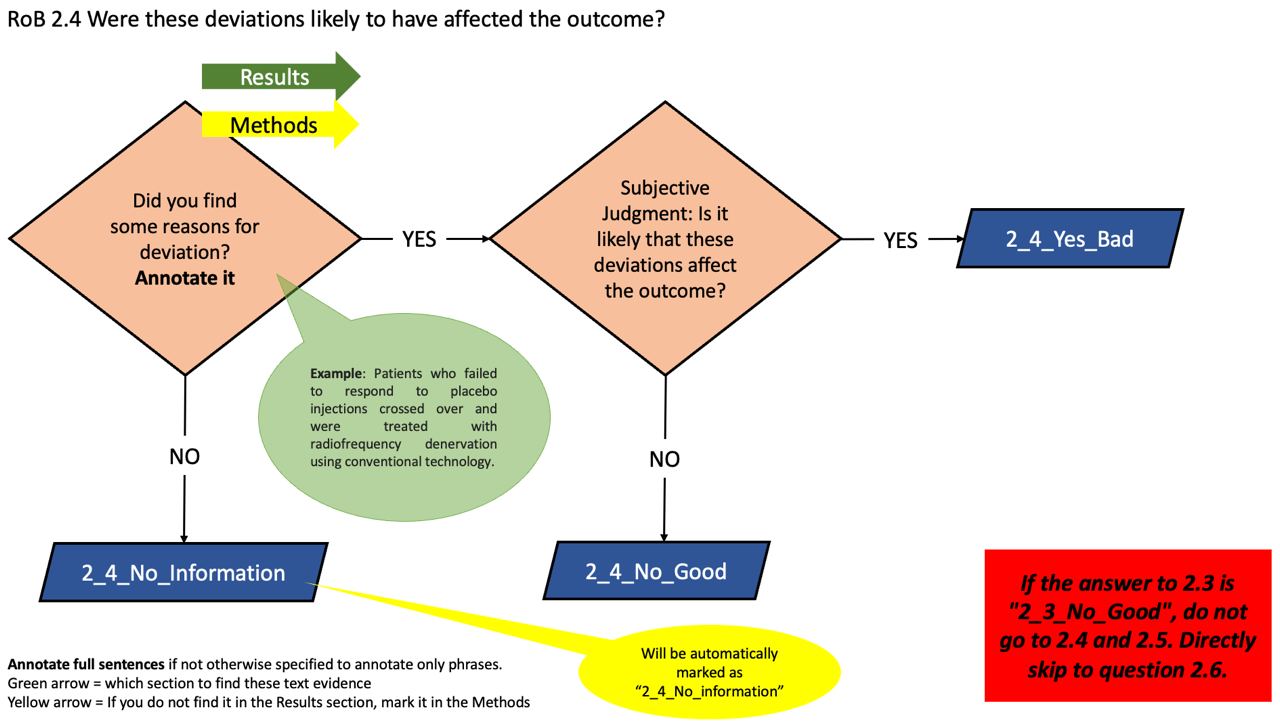 RoB 2.4 Were these deviations likely to have affected the outcome?
Results
Methods
Did you find
some reasons for
deviation?
Annotate it
YES
Subjective
Judgment: Is it
likely that these
deviations affect
the outcome?
YES
2_4_Yes_Bad
Example: Patients who failed
to respond to placebo
injections crossed over and
were treated with
radiofrequency denervation
using conventional technology.
NO
NO
2_4_No_Information
2_4_No_Good
If the answer to 2.3 is
"2_3_No_Good", do not
go to 2.4 and 2.5. Directly
skip to question 2.6.
Will be automatically
marked as
“2_4_No_information”
Annotate full sentences if not otherwise specified to annotate only phrases.
Green arrow = which section to find these text evidence
Yellow arrow = If you do not find it in the Results section, mark it in the Methods